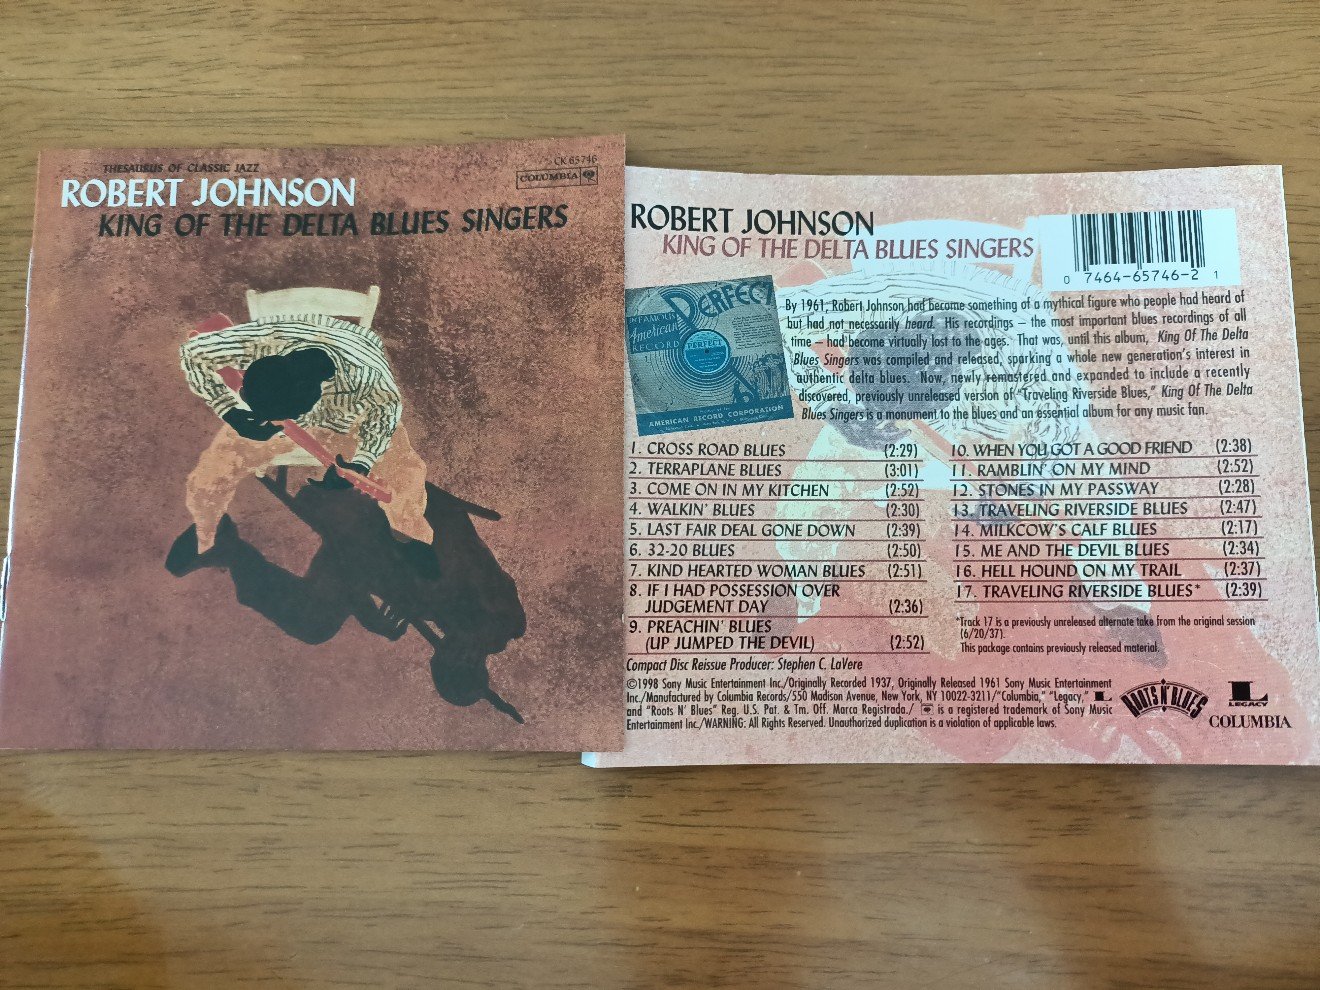 THESAURUS OF CLASSIC JAZZ
CK 65746
COLUMBIA
ROBERT JOHNSON
KING OF THE DELTA BLUES SINGERS
ROBERT JOHNSON
KING OF THE DELTA BLUES SINGERS
0 7464-65746-2 1
PERFECT
American
RECORD
PERFECT
AMERICAN RECORD CORPORATION
By 1961, Robert Johnson had become something of a mythical figure who people had heard of
but had not necessarily heard. His recordings – the most important blues recordings of all
time – had become virtually lost to the ages. That was, until this album, King Of The Delta
Blues Singers was compiled and released, sparking a whole new generation's interest in
authentic delta blues. Now, newly remastered and expanded to include a recently
discovered, previously unreleased version of "Traveling Riverside Blues," King Of The Delta
Blues Singers is a monument to the blues and an essential album for any music fan.
1. CROSS ROAD BLUES (2:29)
2. TERRAPLANE BLUES (3:01)
3. COME ON IN MY KITCHEN (2:52)
4. WALKIN' BLUES (2:30)
5. LAST FAIR DEAL GONE DOWN (2:39)
6. 32-20 BLUES (2:50)
7. KIND HEARTED WOMAN BLUES (2:51)
8. IF I HAD POSSESSION OVER
JUDGEMENT DAY (2:36)
9. PREACHIN' BLUES
(UP JUMPED THE DEVIL) (2:52)
10. WHEN YOU GOT A GOOD FRIEND (2:38)
11. RAMBLIN' ON MY MIND (2:52)
12. STONES IN MY PASSWAY (2:28)
13. TRAVELING RIVERSIDE BLUES (2:47)
14. MILKCOW'S CALF BLUES (2:17)
15. ME AND THE DEVIL BLUES (2:34)
16. HELL HOUND ON MY TRAIL (2:37)
17. TRAVELING RIVERSIDE BLUES* (2:39)
*Track 17 is a previously unreleased alternate take from the original session
(6/20/37).
This package contains previously released material.
Compact Disc Reissue Producer: Stephen C. LaVere
©1998 Sony Music Entertainment Inc./Originally Recorded 1937, Originally Released 1961 Sony Music Entertainment
Inc./Manufactured by Columbia Records/550 Madison Avenue, New York, NY 10022-3211/"Columbia," "Legacy," L
and "Roots N' Blues" Reg. U.S. Pat. & Tm. Off. Marca Registrada./ is a registered trademark of Sony Music
Entertainment Inc./WARNING: All Rights Reserved. Unauthorized duplication is a violation of applicable laws.
ROOTS N' BLUES
L
LEGACY
COLUMBIA